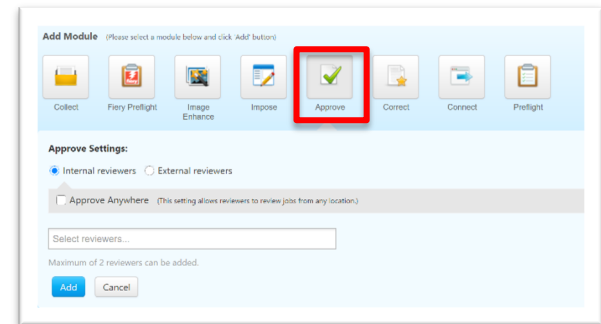 Add Module (Please select a module below and click 'Add' button)
Collect Fiery Preflight Image Enhance Impose Approve Correct Connect Preflight
Approve Settings:
Internal reviewers External reviewers
Approve Anywhere (This setting allows reviewers to review jobs from any location.)
Select reviewers...
Maximum of 2 reviewers can be added.
Add Cancel